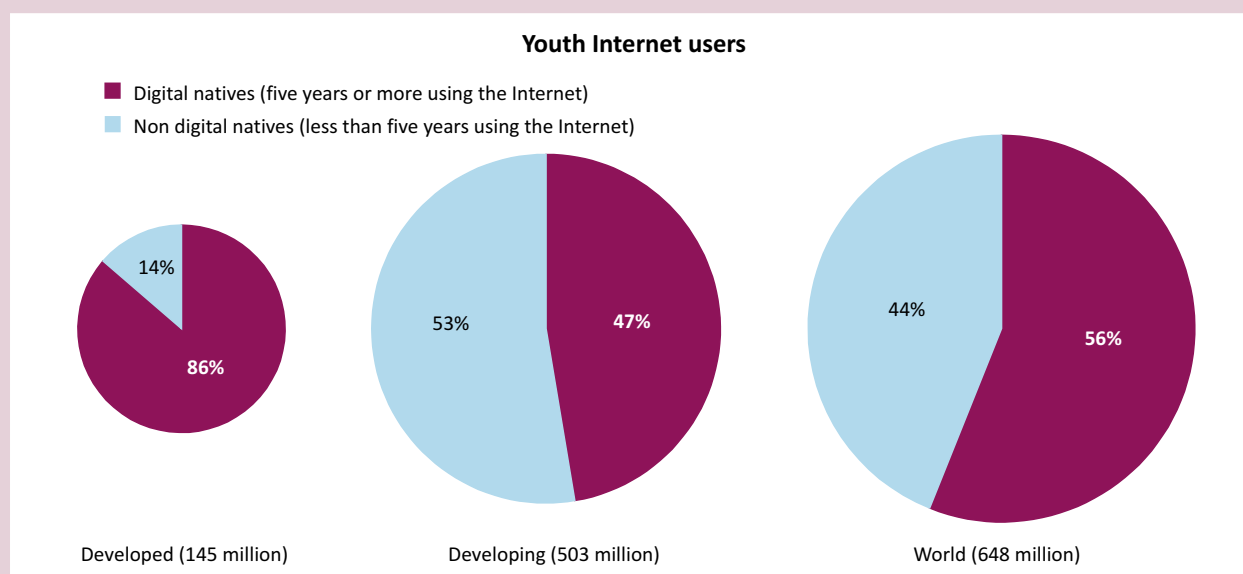 Youth Internet users
Digital natives (five years or more using the Internet)
Non digital natives (less than five years using the Internet)
14%
86%
53%
47%
44%
56%
Developed (145 million)
Developing (503 million)
World (648 million)